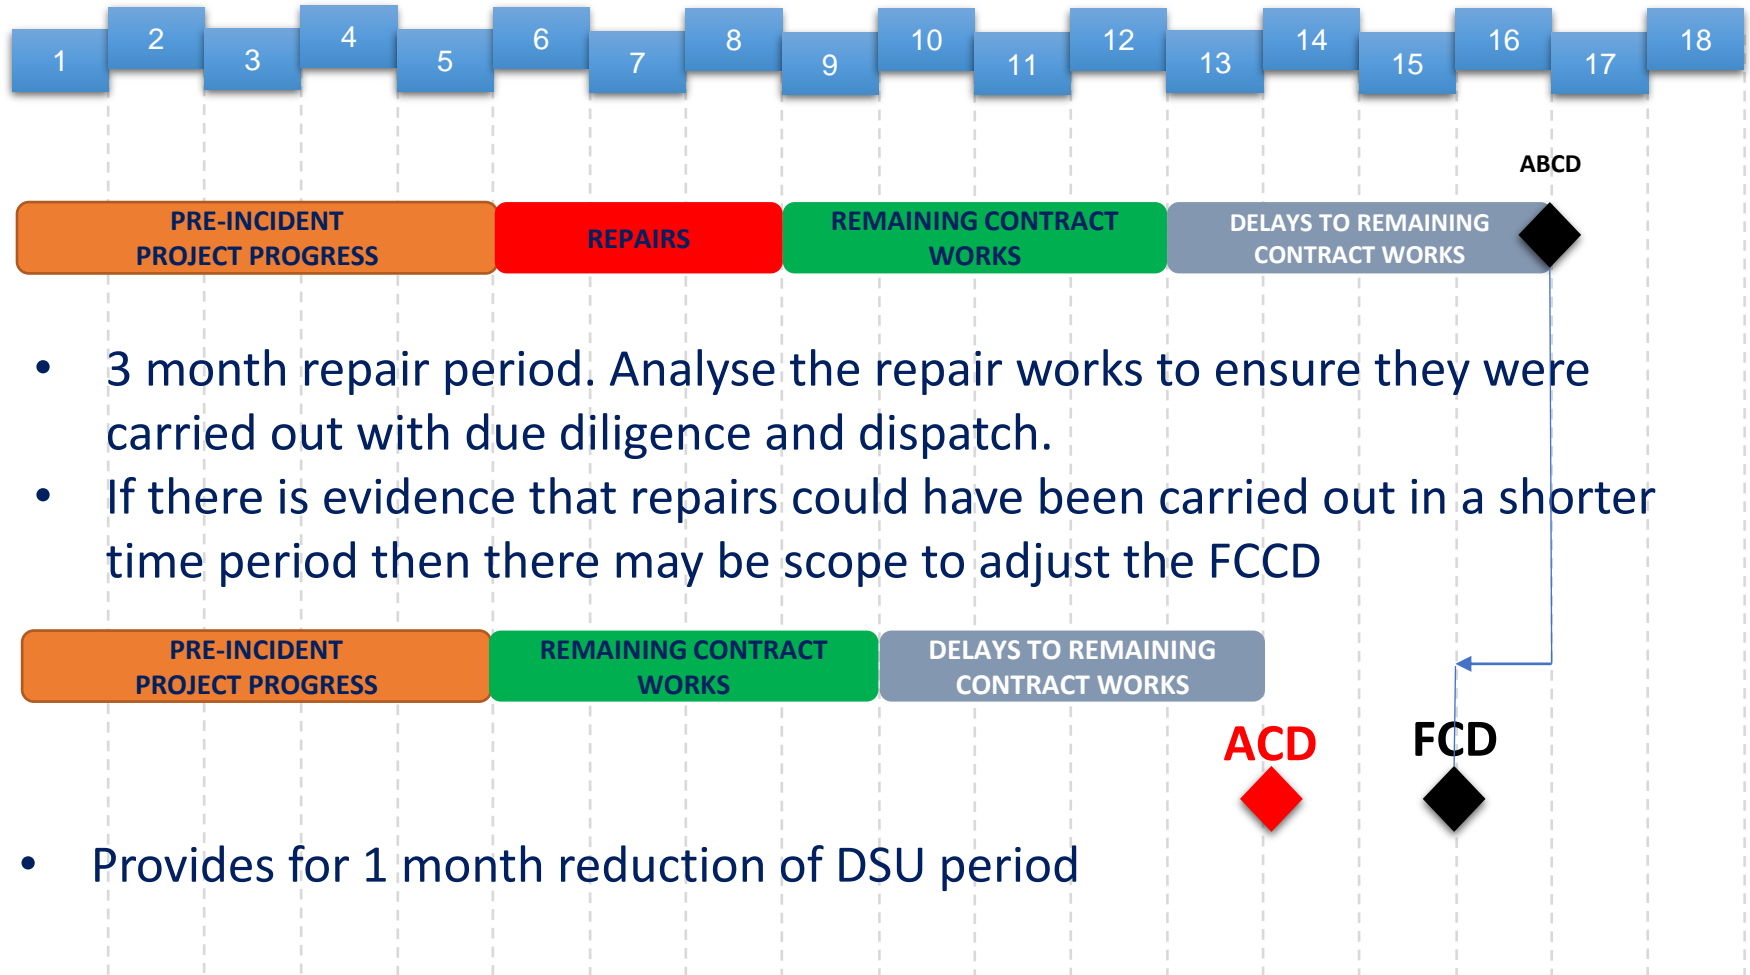 1 2 3 4 5 6 7 8 9 10 11 12 13 14 15 16 17 18
ABCD
PRE-INCIDENT
PROJECT PROGRESS
REPAIRS
REMAINING CONTRACT
WORKS
DELAYS TO REMAINING
CONTRACT WORKS
• 3 month repair period. Analyse the repair works to ensure they were
carried out with due diligence and dispatch.
• If there is evidence that repairs could have been carried out in a shorter
time period then there may be scope to adjust the FCCD
PRE-INCIDENT
PROJECT PROGRESS
REMAINING CONTRACT
WORKS
DELAYS TO REMAINING
CONTRACT WORKS
ACD
FCD
• Provides for 1 month reduction of DSU period